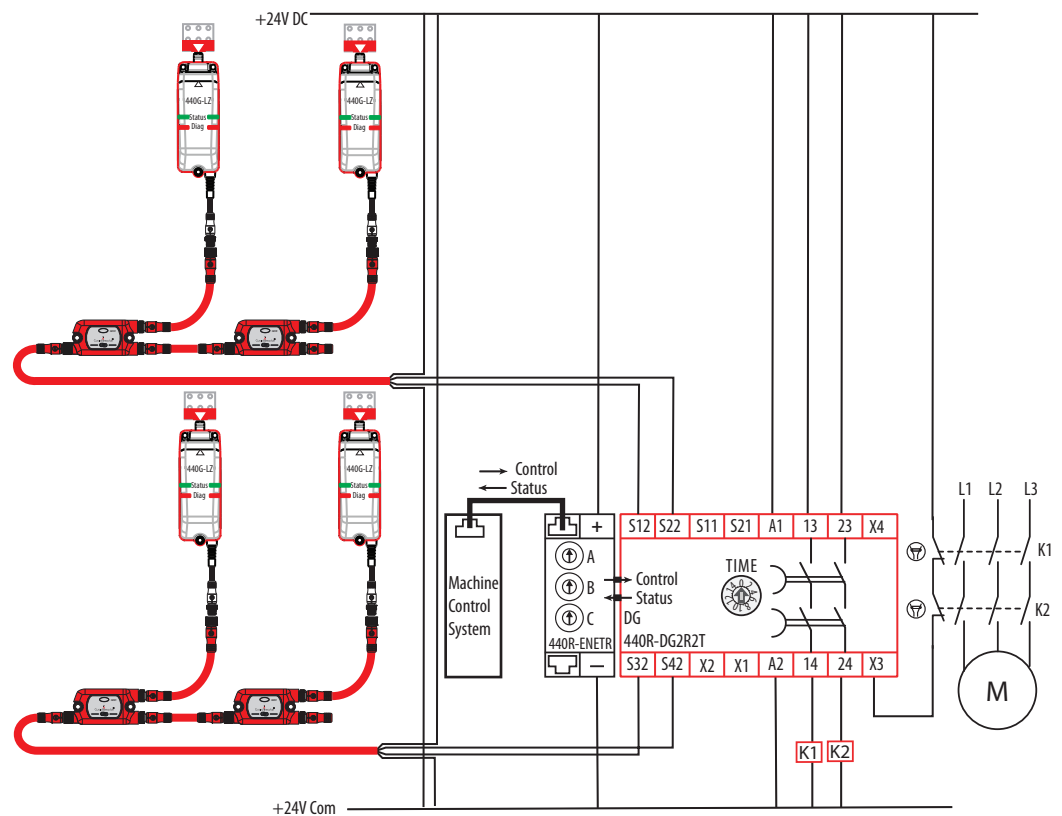 +24V DC
440G-LZ
Status
Diag
440G-LZ
Status
Diag
440G-LZ
Status
Diag
440G-LZ
Status
Diag
Control
Status
Machine
Control
System
+
A
B
C
440R-ENETR
–
Control
Status
S12 S22 S11 S21 A1 13 23 X4
TIME
DG
440R-DG2R2T
S32 S42 X2 X1 A2 14 24 X3
K1 K2
L1 L2 L3
K1
K2
M
+24V Com